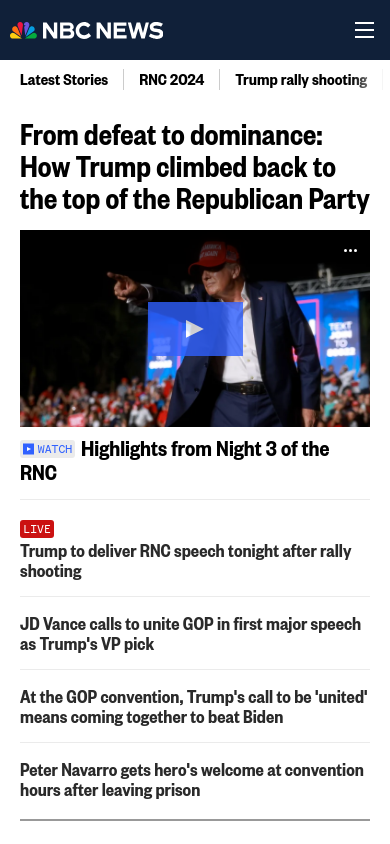 NBC NEWS
Latest Stories
RNC 2024
Trump rally shooting
From defeat to dominance:
How Trump climbed back to
the top of the Republican Party
WATCH Highlights from Night 3 of the
RNC
LIVE
Trump to deliver RNC speech tonight after rally
shooting
JD Vance calls to unite GOP in first major speech
as Trump's VP pick
At the GOP convention, Trump's call to be 'united'
means coming together to beat Biden
Peter Navarro gets hero's welcome at convention
hours after leaving prison